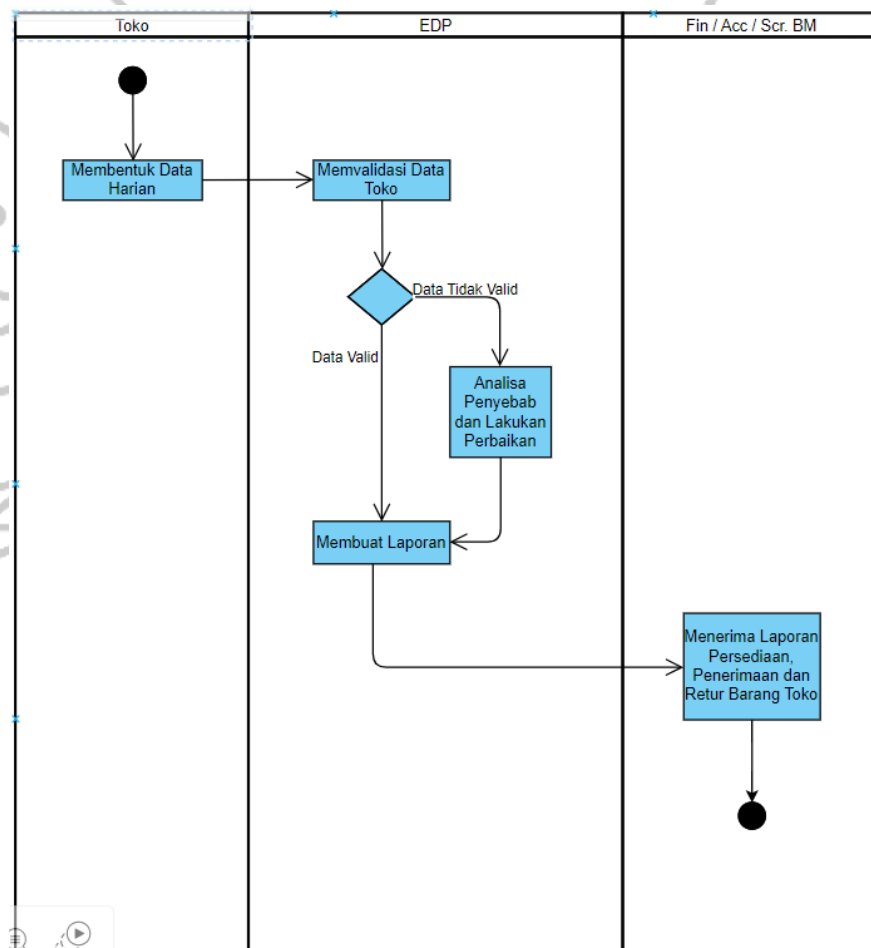 Toko
EDP
Fin / Acc / Scr. BM
Membentuk Data
Harian
Memvalidasi Data
Toko
Data Tidak Valid
Data Valid
Analisa
Penyebab
dan Lakukan
Perbaikan
Membuat Laporan
Menerima Laporan
Persediaan,
Penerimaan dan
Retur Barang Toko